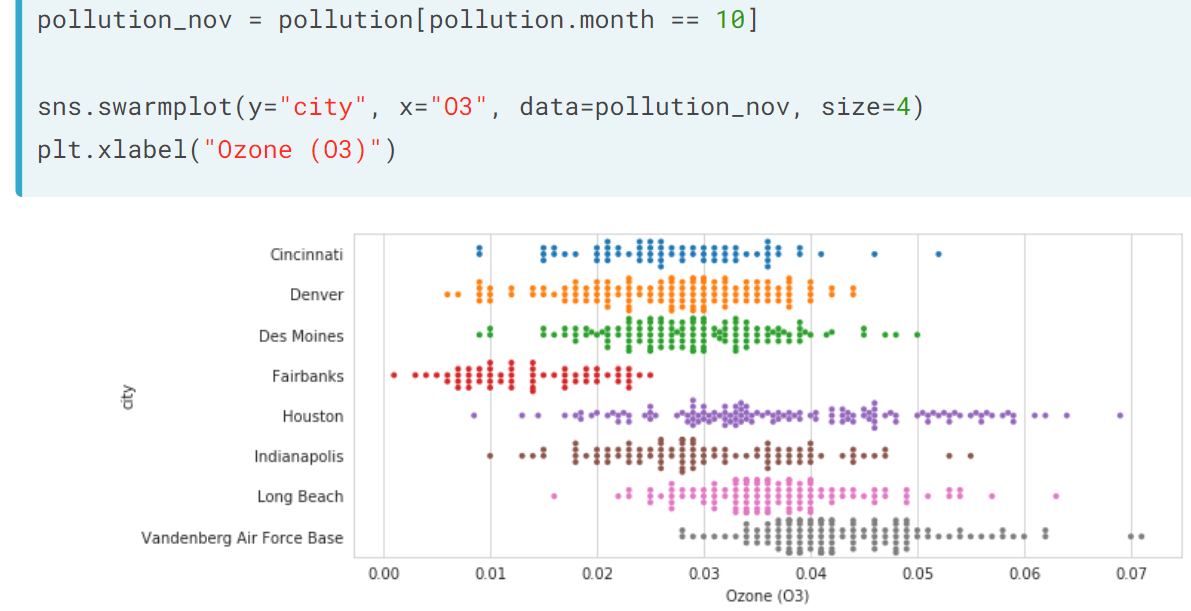 pollution_nov = pollution[pollution.month == 10]
sns.swarmplot(y="city", x="O3", data=pollution_nov, size=4)
plt.xlabel("Ozone (O3)")
Cincinnati
Denver
Des Moines
Fairbanks
city
Houston
Indianapolis
Long Beach
Vandenberg Air Force Base
0.00 0.01 0.02 0.03 0.04 0.05 0.06 0.07
Ozone (O3)